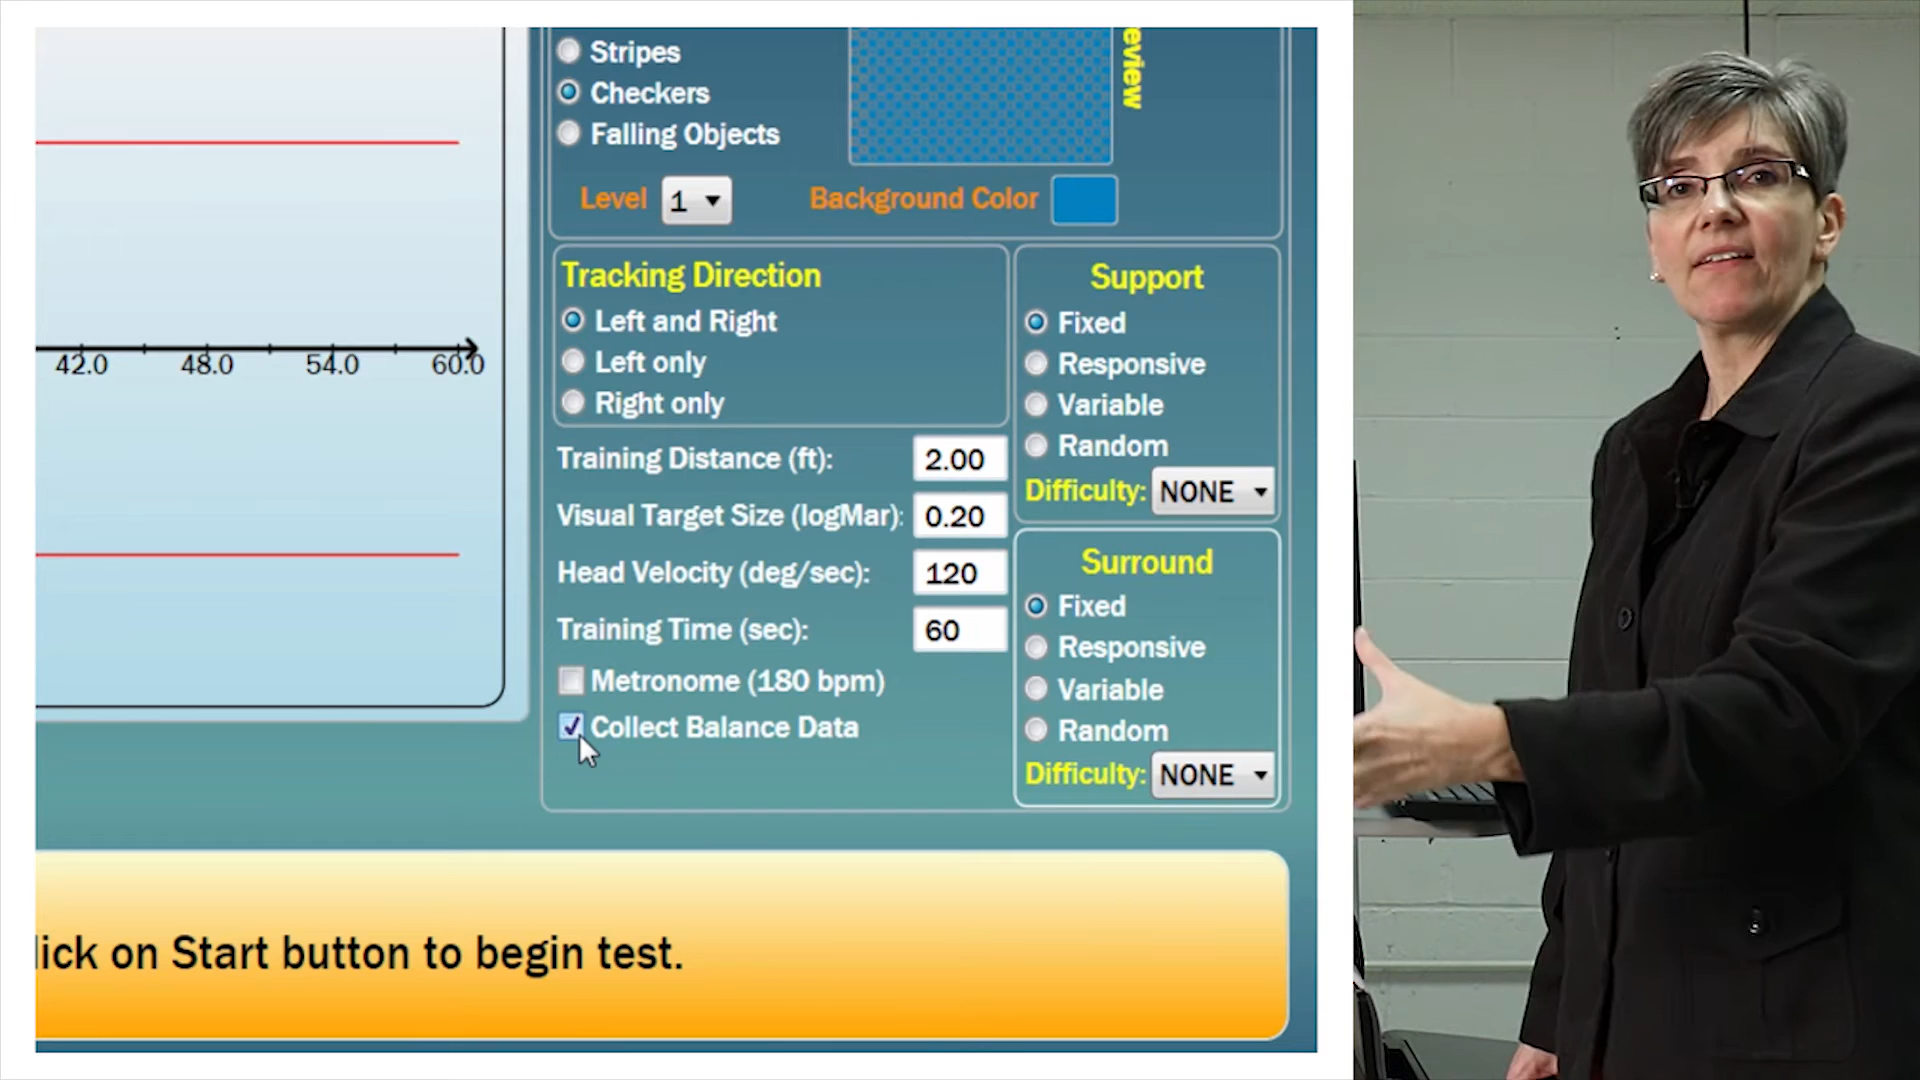 Stripes
eview
Checkers
Falling Objects
Level 1
Background Color
Tracking Direction
Left and Right
Left only
Right only
Support
Fixed
Responsive
Variable
Random
Difficulty: NONE
42.0 48.0 54.0 60.0
Training Distance (ft): 2.00
Visual Target Size (logMar): 0.20
Head Velocity (deg/sec): 120
Training Time (sec): 60
Metronome (180 bpm)
Collect Balance Data
Surround
Fixed
Responsive
Variable
Random
Difficulty: NONE
lick on Start button to begin test.